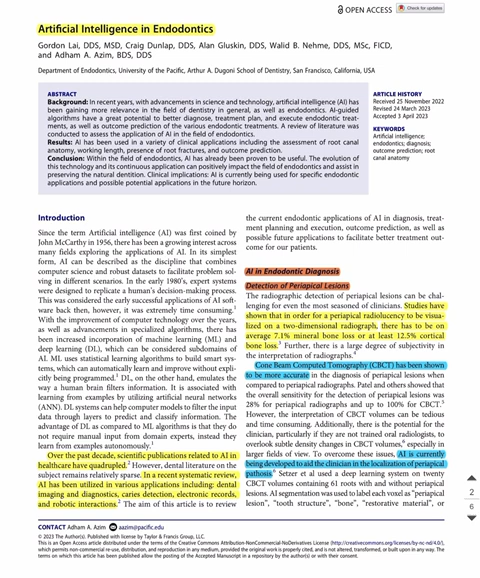 OPEN ACCESS
Check for updates
Artificial Intelligence in Endodontics
Gordon Lai, DDS, MSD, Craig Dunlap, DDS, Alan Gluskin, DDS, Walid B. Nehme, DDS, MSc, FICD,
and Adham A. Azim, BDS, DDS
Department of Endodontics, University of the Pacific, Arthur A. Dugoni School of Dentistry, San Francisco, California, USA
ABSTRACT
Background: In recent years, with advancements in science and technology, artificial intelligence (AI) has
been gaining more relevance in the field of dentistry in general, as well as endodontics. AI-guided
algorithms have a great potential to better diagnose, treatment plan, and execute endodontic treat-
ments, as well as outcome prediction of the various endodontic treatments. A review of literature was
conducted to assess the application of AI in the field of endodontics.
Results: AI has been used in a variety of clinical applications including the assessment of root canal
anatomy, working length, presence of root fractures, and outcome prediction.
Conclusion: Within the field of endodontics, AI has already been proven to be useful. The evolution of
this technology and its continuous application can positively impact the field of endodontics and assist in
preserving the natural dentition. Clinical implications: AI is currently being used for specific endodontic
applications and possible potential applications in the future horizon.
ARTICLE HISTORY
Received 25 November 2022
Revised 24 March 2023
Accepted 3 April 2023
KEYWORDS
Artificial intelligence;
endodontics; diagnosis;
outcome prediction; root
canal anatomy
Introduction
Since the term Artificial intelligence (AI) was first coined by
John McCarthy in 1956, there has been a growing interest across
many fields exploring the applications of AI. In its simplest
form, AI can be described as the discipline that combines
computer science and robust datasets to facilitate problem sol-
ving in different scenarios. In the early 1980's, expert systems
were designed to replicate a human's decision-making process.
This was considered the early successful applications of AI soft-
ware back then, however, it was extremely time consuming.1
With the improvement of computer technology over the years,
as well as advancements in specialized algorithms, there has
been increased incorporation of machine learning (ML) and
deep learning (DL), which can be considered subdomains of
AI. ML uses statistical learning algorithms to build smart sys-
tems, which can automatically learn and improve without expli-
citly being programmed.1 DL, on the other hand, emulates the
way a human brain filters information. It is associated with
learning from examples by utilizing artificial neural networks
(ANN). DL systems can help computer models to filter the input
data through layers to predict and classify information. The
advantage of DL as compared to ML algorithms is that they do
not require manual input from domain experts, instead they
learn from examples autonomously.1
Over the past decade, scientific publications related to AI in
healthcare have quadrupled.2 However, dental literature on the
subject remains relatively sparse. In a recent systematic review,
AI has been utilized in various applications including: dental
imaging and diagnostics, caries detection, electronic records,
and robotic interactions.2 The aim of this article is to review
the current endodontic applications of AI in diagnosis, treat-
ment planning and execution, outcome prediction, as well as
possible future applications to facilitate better treatment out-
come for our patients.
AI in Endodontic Diagnosis
Detection of Periapical Lesions
The radiographic detection of periapical lesions can be chal-
lenging for even the most seasoned of clinicians. Studies have
shown that in order for a periapical radiolucency to be visua-
lized on a two-dimensional radiograph, there has to be on
average 7.1% mineral bone loss or at least 12.5% cortical
bone loss.3 Further, there is a large degree of subjectivity in
the interpretation of radiographs.4
Cone Beam Computed Tomography (CBCT) has been shown
to be more accurate in the diagnosis of periapical lesions when
compared to periapical radiographs. Patel and others showed that
the overall sensitivity for the detection of periapical lesions was
28% for periapical radiographs and up to 100% for CBCT.5
However, the interpretation of CBCT volumes can be tedious
and time consuming. Additionally, there is the potential for the
clinician, particularly if they are not trained oral radiologists, to
overlook subtle density changes in CBCT volumes,6 especially in
larger fields of view. To overcome these issues, AI is currently
being developed to aid the clinician in the localization of periapical
pathosis.6 Setzer et al used a deep learning system on twenty
CBCT volumes containing 61 roots with and without periapical
lesions. AI segmentation was used to label each voxel as "periapical
lesion", "tooth structure", "bone", "restorative material", or
2
6
CONTACT Adham A. Azim aazim@pacific.edu
© 2023 The Author(s). Published with license by Taylor & Francis Group, LLC.
This is an Open Access article distributed under the terms of the Creative Commons Attribution-NonCommercial-NoDerivatives License (http://creativecommons.org/licenses/by-nc-nd/4.0/),
which permits non-commercial re-use, distribution, and reproduction in any medium, provided the original work is properly cited, and is not altered, transformed, or built upon in any way. The
terms on which this article has been published allow the posting of the Accepted Manuscript in a repository by the author(s) or with their consent.